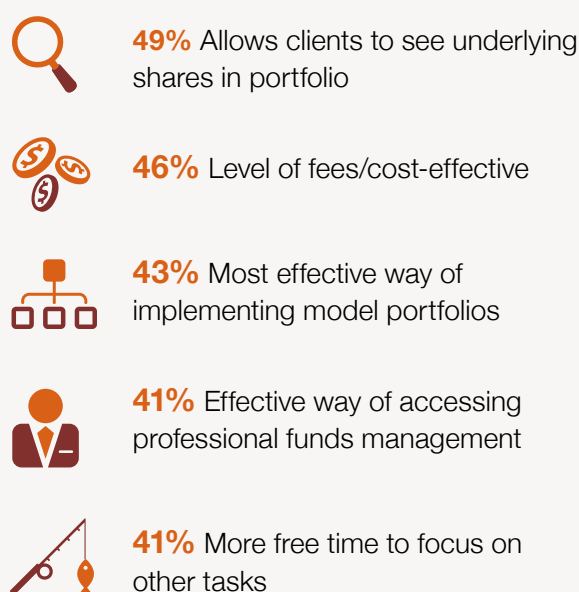 49% Allows clients to see underlying
shares in portfolio
$ $ $
46% Level of fees/cost-effective
43% Most effective way of
implementing model portfolios
41% Effective way of accessing
professional funds management
41% More free time to focus on
other tasks